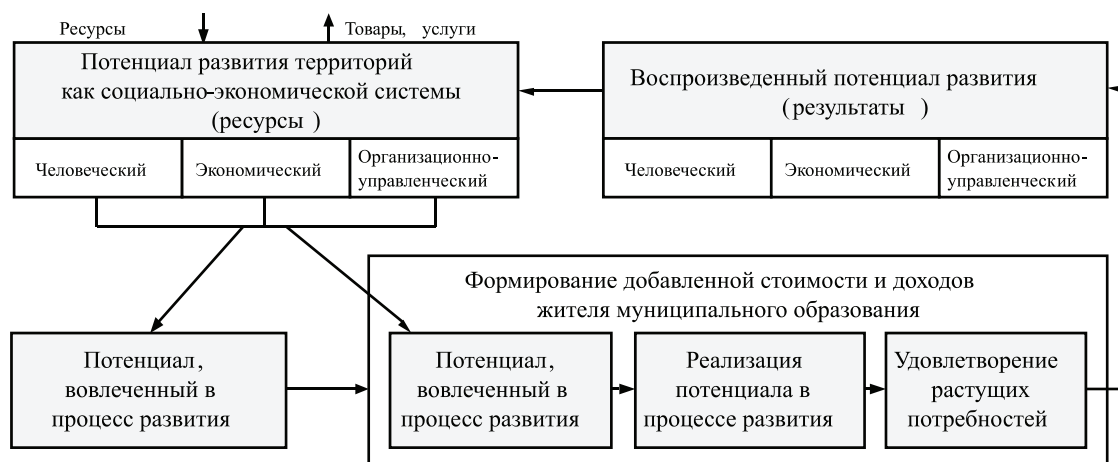 Ресурсы
Товары, услуги
Потенциал развития территорий
как социально-экономической системы
(ресурсы )
Человеческий
Экономический
Организационно-
управленческий
Воспроизведенный потенциал развития
(результаты )
Человеческий
Экономический
Организационно-
управленческий
Формирование добавленной стоимости и доходов
жителя муниципального образования
Потенциал,
вовлеченный в
процесс развития
Потенциал,
вовлеченный в
процесс развития
Реализация
потенциала в
процессе развития
Удовлетворение
растущих
потребностей